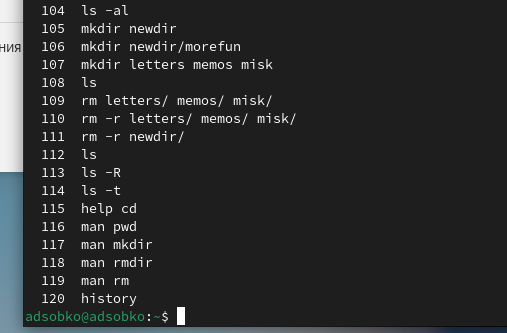 104 ls -al
ния
105 mkdir newdir
106 mkdir newdir/morefun
107 mkdir letters memos misk
108 ls
109 rm letters/ memos/ misk/
110 rm -r letters/ memos/ misk/
111 rm -r newdir/
112 ls
113 ls -R
114 ls -t
115 help cd
116 man pwd
117 man mkdir
118 man rmdir
119 man rm
120 history
adsobko@adsobko:~$